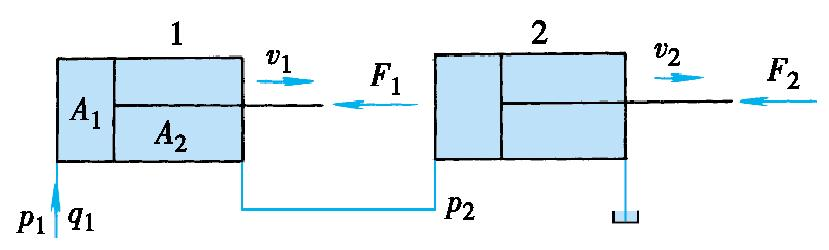 1 2
v₁ F₁ v₂ F₂
A₁
A₂
p₁ q₁ p₂